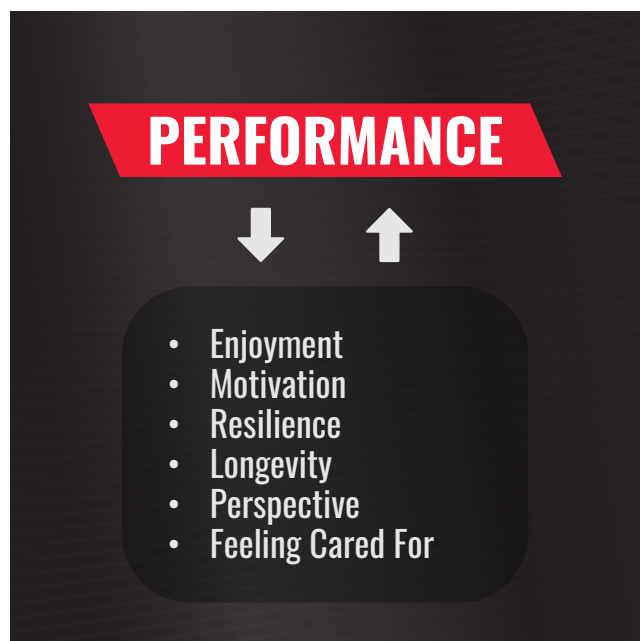 PERFORMANCE
• Enjoyment
• Motivation
• Resilience
• Longevity
• Perspective
• Feeling Cared For